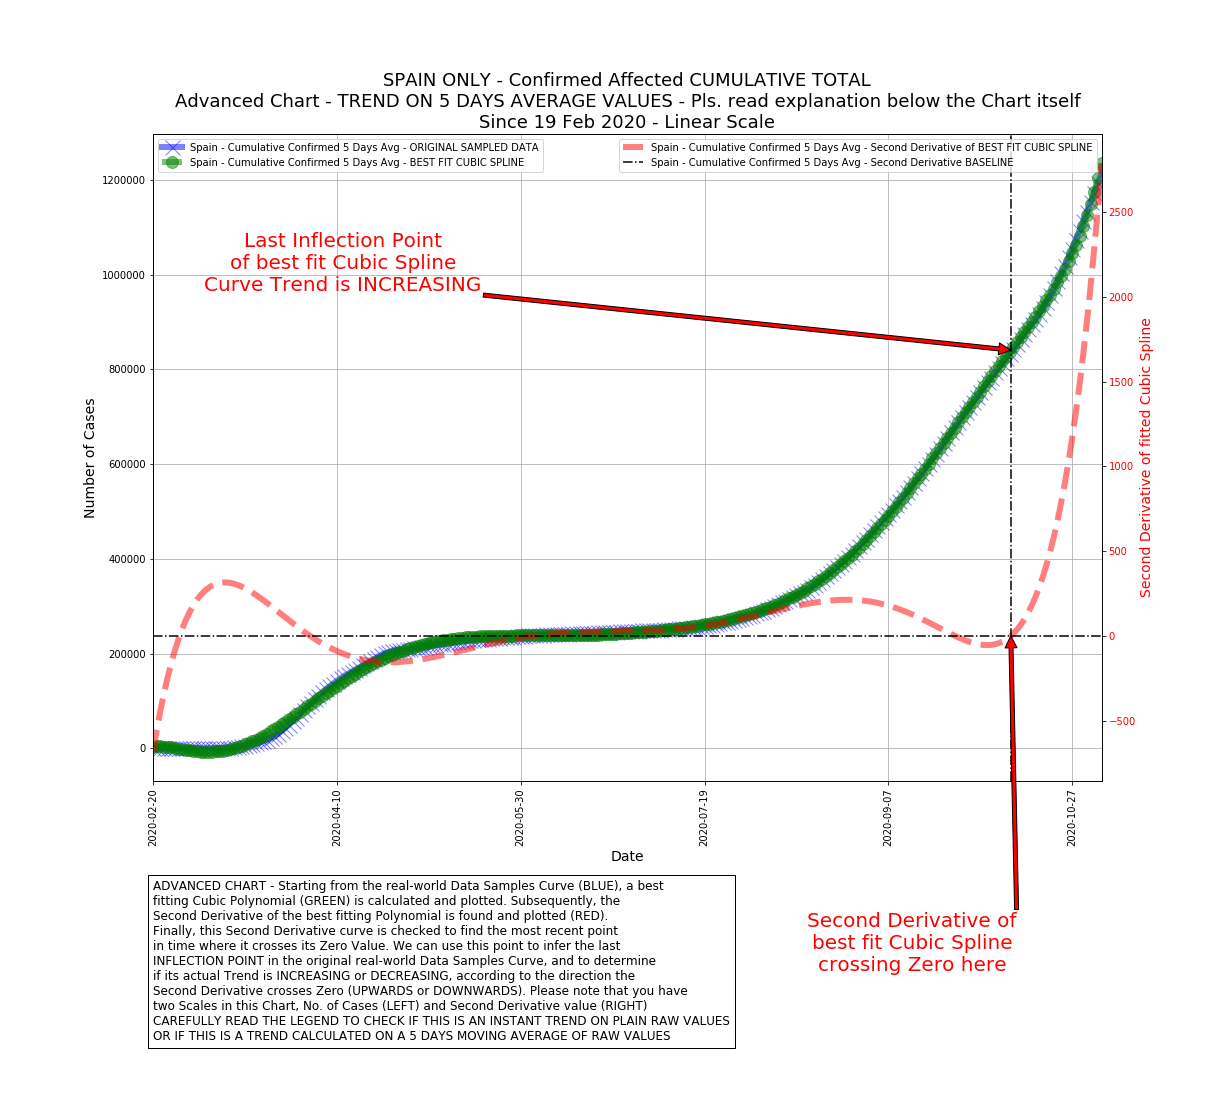 SPAIN ONLY - Confirmed Affected CUMULATIVE TOTAL
Advanced Chart - TREND ON 5 DAYS AVERAGE VALUES - Pls. read explanation below the Chart itself
Since 19 Feb 2020 - Linear Scale
Spain - Cumulative Confirmed 5 Days Avg - ORIGINAL SAMPLED DATA
Spain - Cumulative Confirmed 5 Days Avg - BEST FIT CUBIC SPLINE
Spain - Cumulative Confirmed 5 Days Avg - Second Derivative of BEST FIT CUBIC SPLINE
Spain - Cumulative Confirmed 5 Days Avg - Second Derivative BASELINE
Last Inflection Point
of best fit Cubic Spline
Curve Trend is INCREASING
Number of Cases
1200000
1000000
800000
600000
400000
200000
0
2500
2000
1500
1000
500
0
−500
Second Derivative of fitted Cubic Spline
2020-02-20
2020-04-10
2020-05-30
2020-07-19
2020-09-07
2020-10-27
Date
ADVANCED CHART - Starting from the real-world Data Samples Curve (BLUE), a best
fitting Cubic Polynomial (GREEN) is calculated and plotted. Subsequently, the
Second Derivative of the best fitting Polynomial is found and plotted (RED).
Finally, this Second Derivative curve is checked to find the most recent point
in time where it crosses its Zero Value. We can use this point to infer the last
INFLECTION POINT in the original real-world Data Samples Curve, and to determine
if its actual Trend is INCREASING or DECREASING, according to the direction the
Second Derivative crosses Zero (UPWARDS or DOWNWARDS). Please note that you have
two Scales in this Chart, No. of Cases (LEFT) and Second Derivative value (RIGHT)
CAREFULLY READ THE LEGEND TO CHECK IF THIS IS AN INSTANT TREND ON PLAIN RAW VALUES
OR IF THIS IS A TREND CALCULATED ON A 5 DAYS MOVING AVERAGE OF RAW VALUES
Second Derivative of
best fit Cubic Spline
crossing Zero here